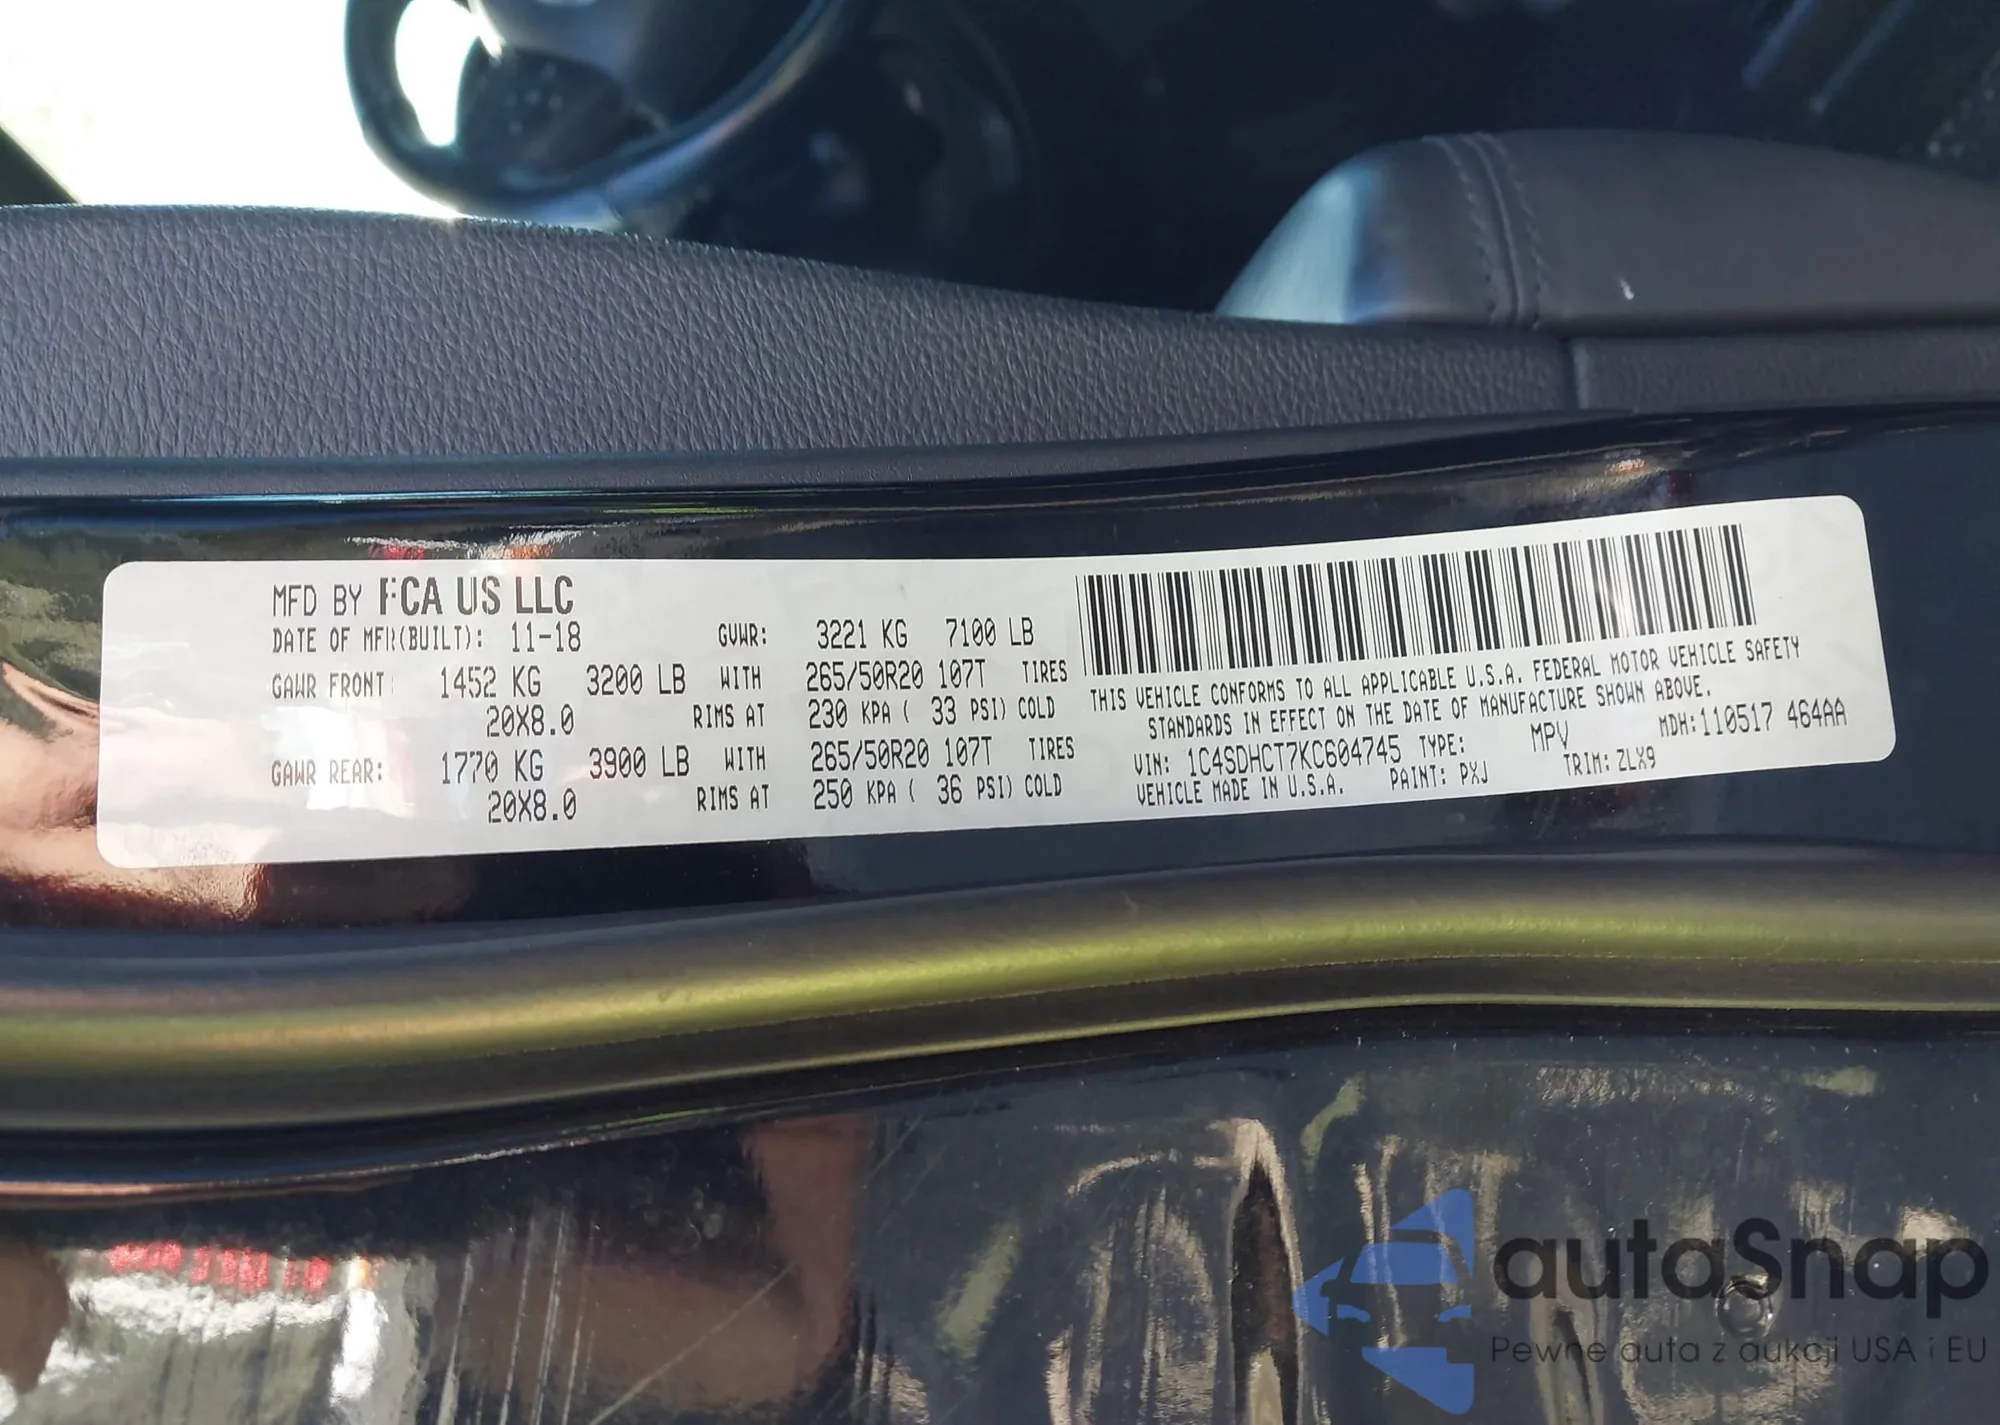 MFD BY FCA US LLC
DATE OF MFR(BUILT): 11-18 GVWR: 3221 KG 7100 LB
GAWR FRONT: 1452 KG 3200 LB WITH 265/50R20 107T TIRES
20X8.0 RIMS AT 230 KPA ( 33 PSI) COLD
GAWR REAR: 1770 KG 3900 LB WITH 265/50R20 107T TIRES
20X8.0 RIMS AT 250 KPA ( 36 PSI) COLD
THIS VEHICLE CONFORMS TO ALL APPLICABLE U.S.A. FEDERAL MOTOR VEHICLE SAFETY
STANDARDS IN EFFECT ON THE DATE OF MANUFACTURE SHOWN ABOVE.
VIN: 1C4SDHCT7KC604745 TYPE: MPV MDH:110517 464AA
VEHICLE MADE IN U.S.A. PAINT: PXJ TRIM: ZLX9
autaSnap
Pewne auta z aukcji USA i EU